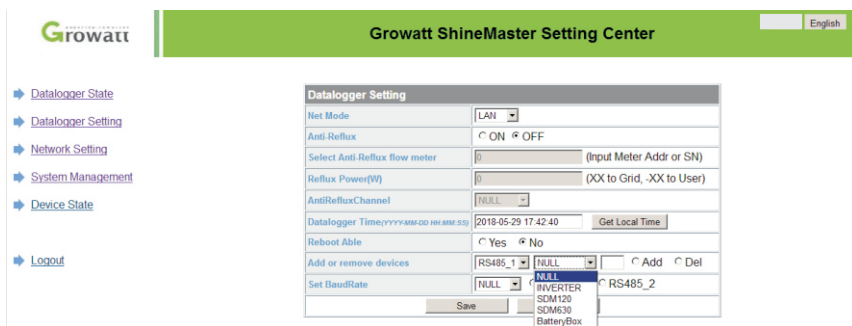 Growatt
Growatt ShineMaster Setting Center
English
Datalogger State
Datalogger Setting
Network Setting
System Management
Device State
Logout
Datalogger Setting
Net Mode LAN
Anti-Reflux ON OFF
Select Anti-Reflux flow meter 0 (Input Meter Addr or SN)
Reflux Power(W) 0 (XX to Grid, -XX to User)
AntiRefluxChannel NULL
Datalogger Time(YYYY-MM-DD HH:MM:SS) 2018-05-29 17:42:40 Get Local Time
Reboot Able Yes No
Add or remove devices RS485_1 NULL Add Del
Set BaudRate NULL RS485_2
NULL
INVERTER
SDM120
SDM630
BatteryBox
Save